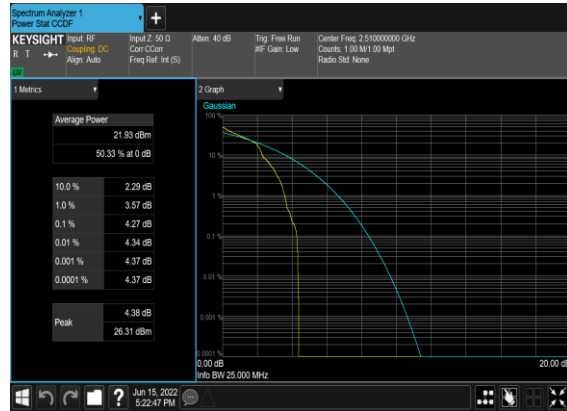 Spectrum Analyzer 1
Power Stat CCDF
+
KEYSIGHT
R T
LXI
Input: RF
Coupling: DC
Align: Auto
Input Z: 50 Ω
Corr CCorr
Freq Ref: Int (S)
Atten: 40 dB
Trig: Free Run
#IF Gain: Low
Center Freq: 2.510000000 GHz
Counts: 1.00 M/1.00 Mpt
Radio Std: None
1 Metrics
Average Power
21.93 dBm
50.33 % at 0 dB
10.0 % 2.29 dB
1.0 % 3.57 dB
0.1 % 4.27 dB
0.01 % 4.34 dB
0.001 % 4.37 dB
0.0001 % 4.37 dB
Peak
4.38 dB
26.31 dBm
2 Graph
Gaussian
100 %
10 %
1 %
0.1 %
0.01 %
0.001 %
0.0001 %
0.00 dB 20.00 dB
Info BW 25.000 MHz
?
Jun 15, 2022
5:22:47 PM